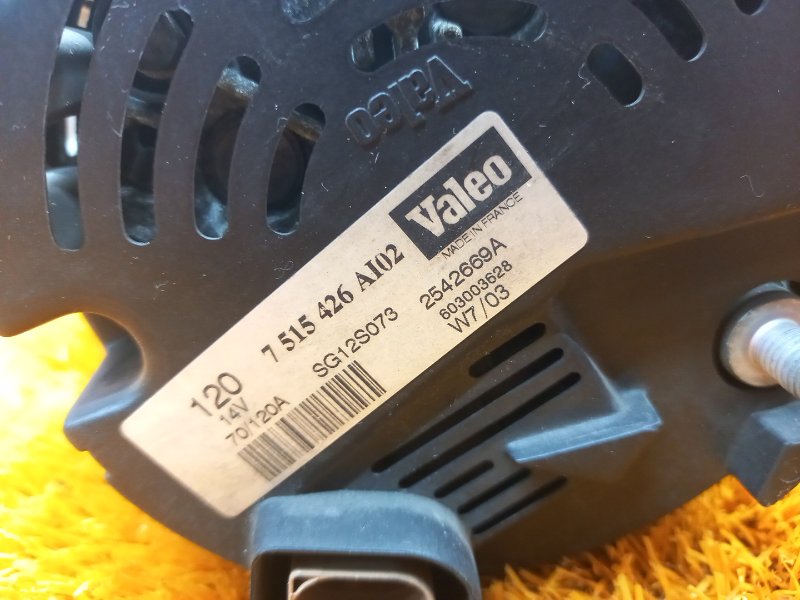 Valeo
Valeo
MADE IN FRANCE
7 515 426 AI02
2542669A
603003628
W7/03
SG12S073
120
14V
70/120A